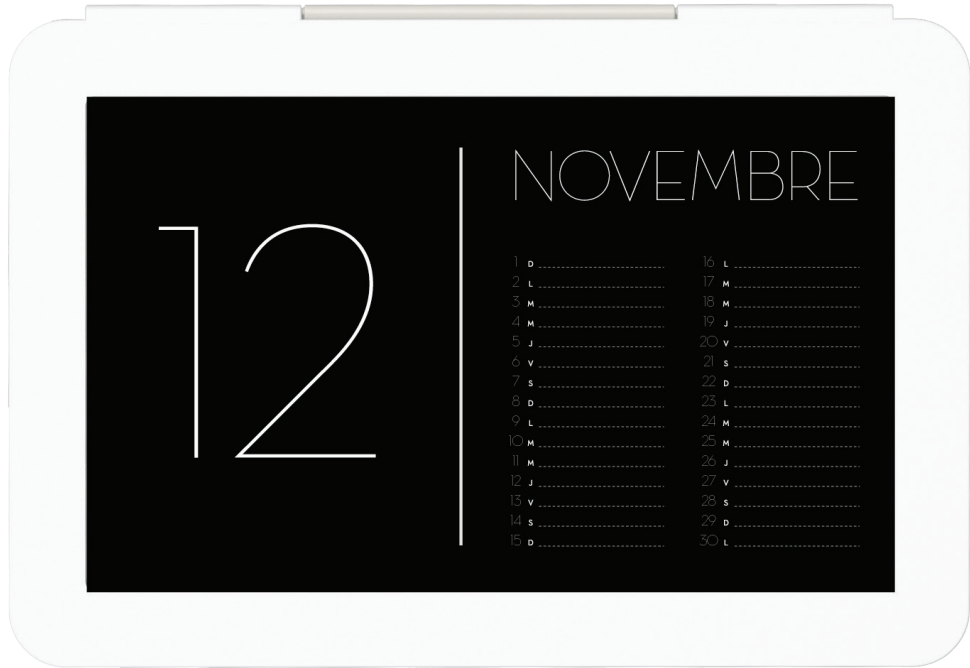 12
NOVEMBRE
1 D
2 L
3 M
4 M
5 J
6 V
7 S
8 D
9 L
10 M
11 M
12 J
13 V
14 S
15 D
16 L
17 M
18 M
19 J
20 V
21 S
22 D
23 L
24 M
25 M
26 J
27 V
28 S
29 D
30 L